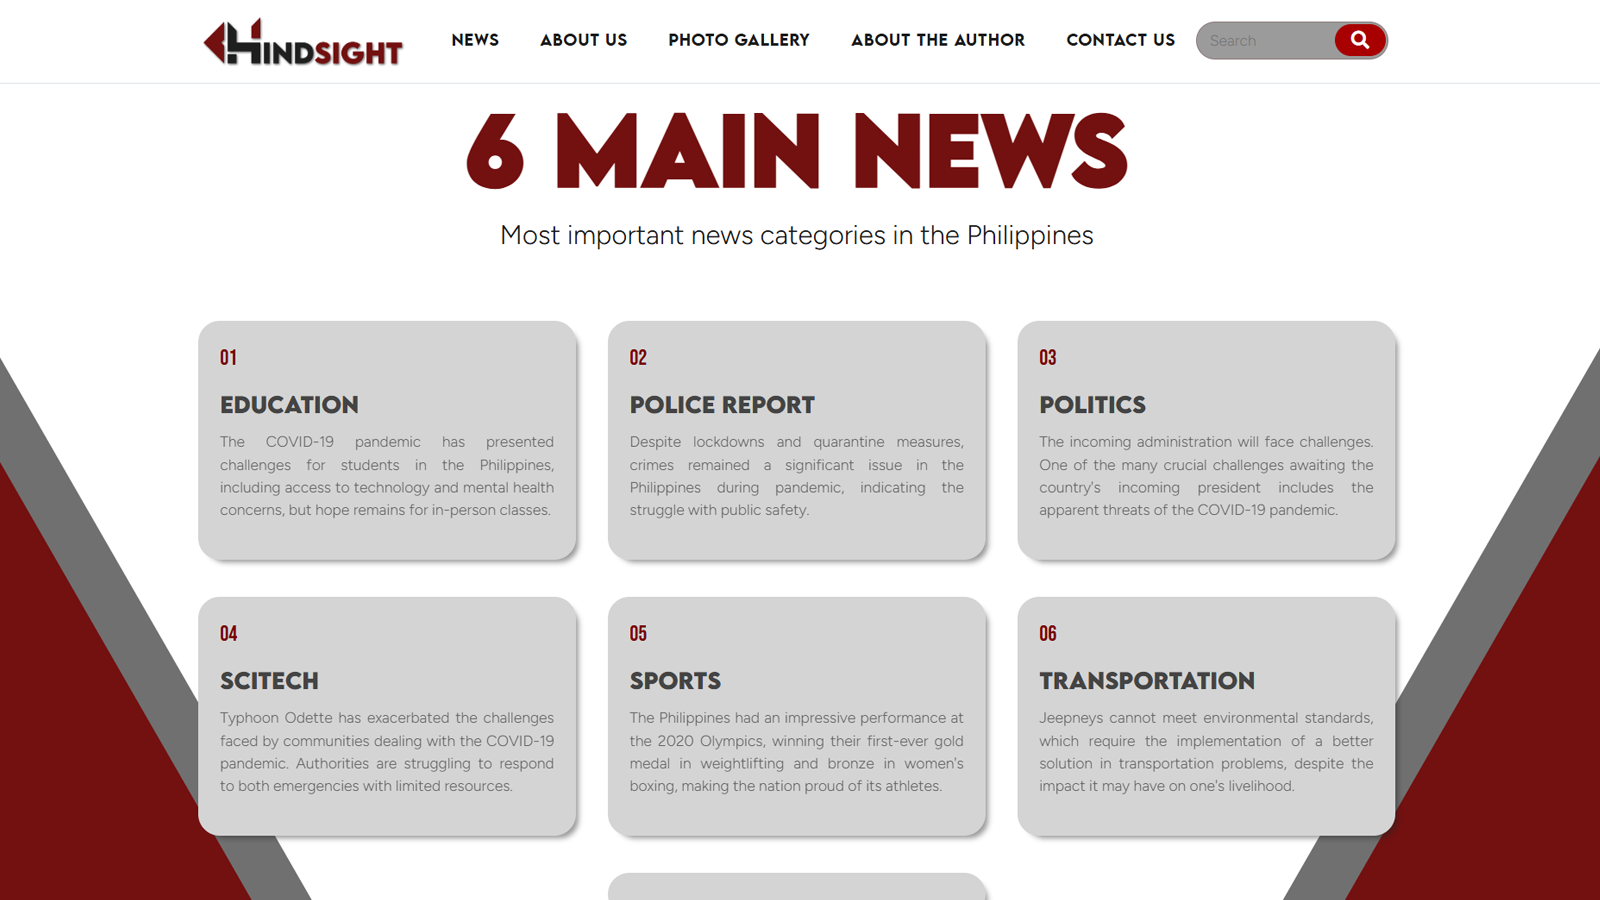 HINDSIGHT
NEWS
ABOUT US
PHOTO GALLERY
ABOUT THE AUTHOR
CONTACT US
Search
6 MAIN NEWS
Most important news categories in the Philippines
01
EDUCATION
The COVID-19 pandemic has presented
challenges for students in the Philippines,
including access to technology and mental health
concerns, but hope remains for in-person classes.
02
POLICE REPORT
Despite lockdowns and quarantine measures,
crimes remained a significant issue in the
Philippines during pandemic, indicating the
struggle with public safety.
03
POLITICS
The incoming administration will face challenges.
One of the many crucial challenges awaiting the
country's incoming president includes the
apparent threats of the COVID-19 pandemic.
04
SCITECH
Typhoon Odette has exacerbated the challenges
faced by communities dealing with the COVID-19
pandemic. Authorities are struggling to respond
to both emergencies with limited resources.
05
SPORTS
The Philippines had an impressive performance at
the 2020 Olympics, winning their first-ever gold
medal in weightlifting and bronze in women's
boxing, making the nation proud of its athletes.
06
TRANSPORTATION
Jeepneys cannot meet environmental standards,
which require the implementation of a better
solution in transportation problems, despite the
impact it may have on one's livelihood.